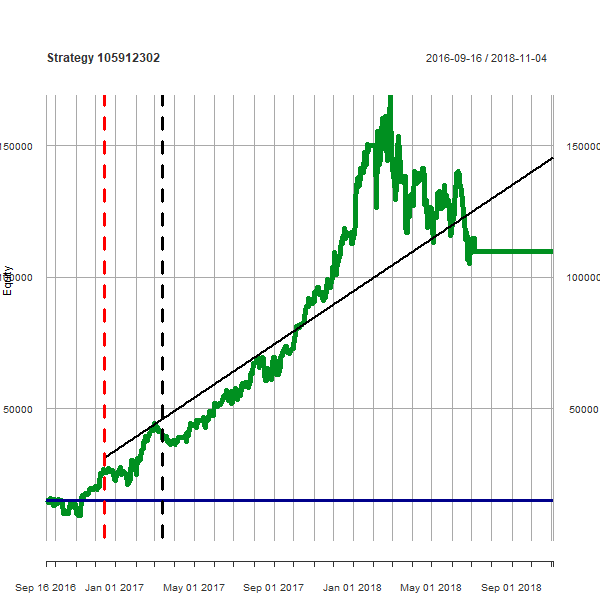 Strategy 105912302
2016-09-16 / 2018-11-04
150000 150000
100000 100000
50000 50000
Equity
Sep 16 2016 Jan 01 2017 May 01 2017 Sep 01 2017 Jan 01 2018 May 01 2018 Sep 01 2018